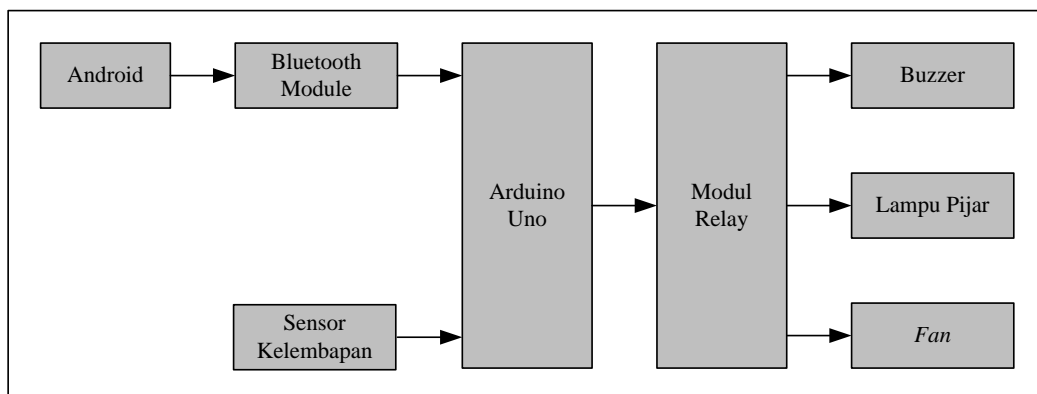 Android
Bluetooth
Module
Arduino
Uno
Sensor
Kelembapan
Modul
Relay
Buzzer
Lampu Pijar
Fan